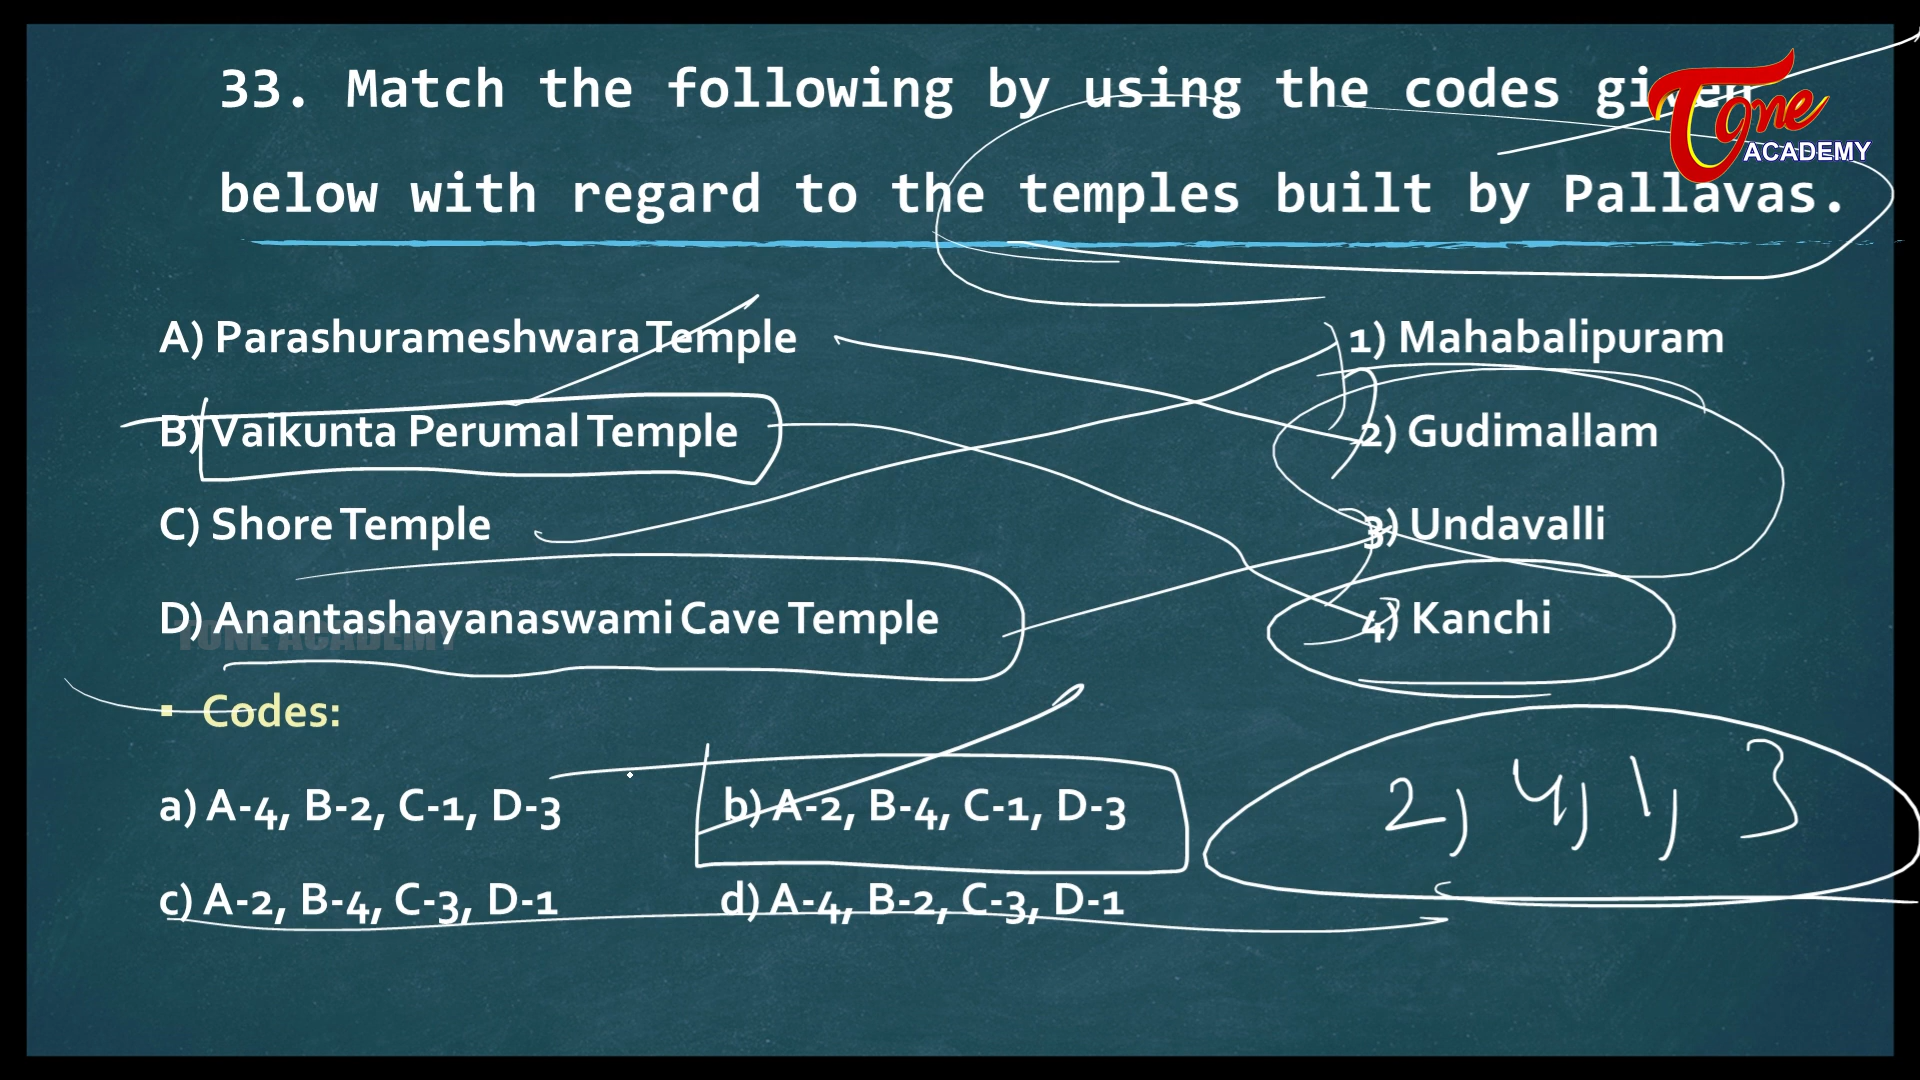 33. Match the following by using the codes given
Tone
ACADEMY
below with regard to the temples built by Pallavas.
A) Parashurameshwara Temple 1) Mahabalipuram
B) Vaikunta Perumal Temple 2) Gudimallam
C) Shore Temple 3) Undavalli
D) Anantashayanaswami Cave Temple 4) Kanchi
TONE ACADEMY
▪ Codes:
a) A-4, B-2, C-1, D-3 b) A-2, B-4, C-1, D-3 2, 4, 1, 3
c) A-2, B-4, C-3, D-1 d) A-4, B-2, C-3, D-1